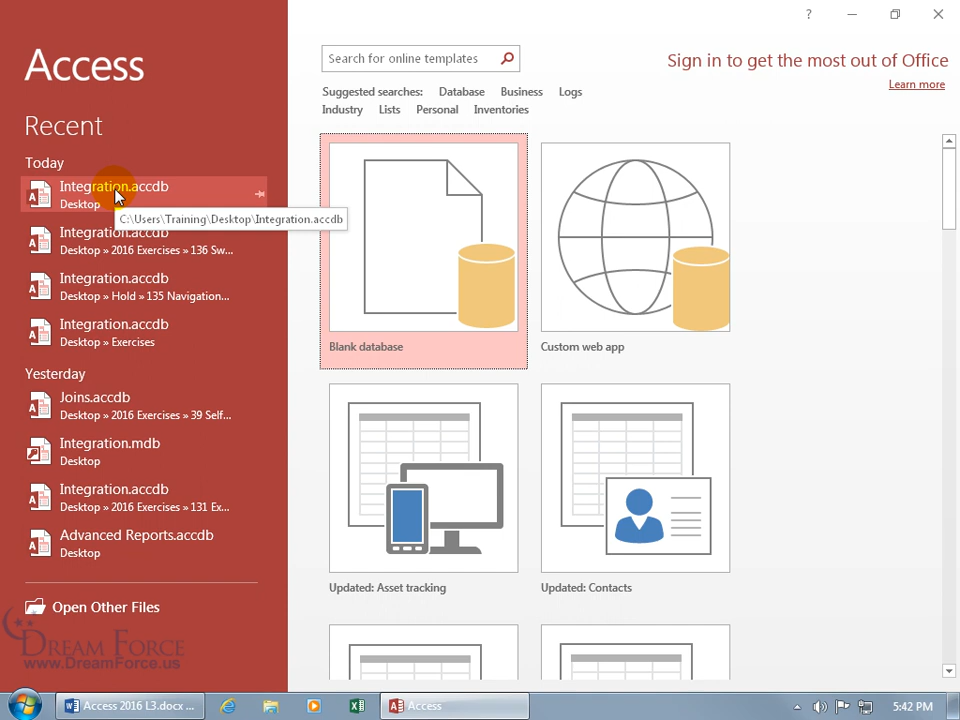 ?
Access
Search for online templates
Sign in to get the most out of Office
Learn more
Suggested searches: Database Business Logs
Industry Lists Personal Inventories
Recent
Today
Integration.accdb
Desktop
C:\Users\Training\Desktop\Integration.accdb
Integration.accdb
Desktop » 2016 Exercises » 136 Sw...
Integration.accdb
Desktop » Hold » 135 Navigation...
Integration.accdb
Desktop » Exercises
Yesterday
Joins.accdb
Desktop » 2016 Exercises » 39 Self...
Integration.mdb
Desktop
Integration.accdb
Desktop » 2016 Exercises » 131 Ex...
Advanced Reports.accdb
Desktop
Open Other Files
Blank database
Custom web app
Updated: Asset tracking
Updated: Contacts
Dream Force
www.DreamForce.us
Access 2016 L3.docx ...
Access
5:42 PM